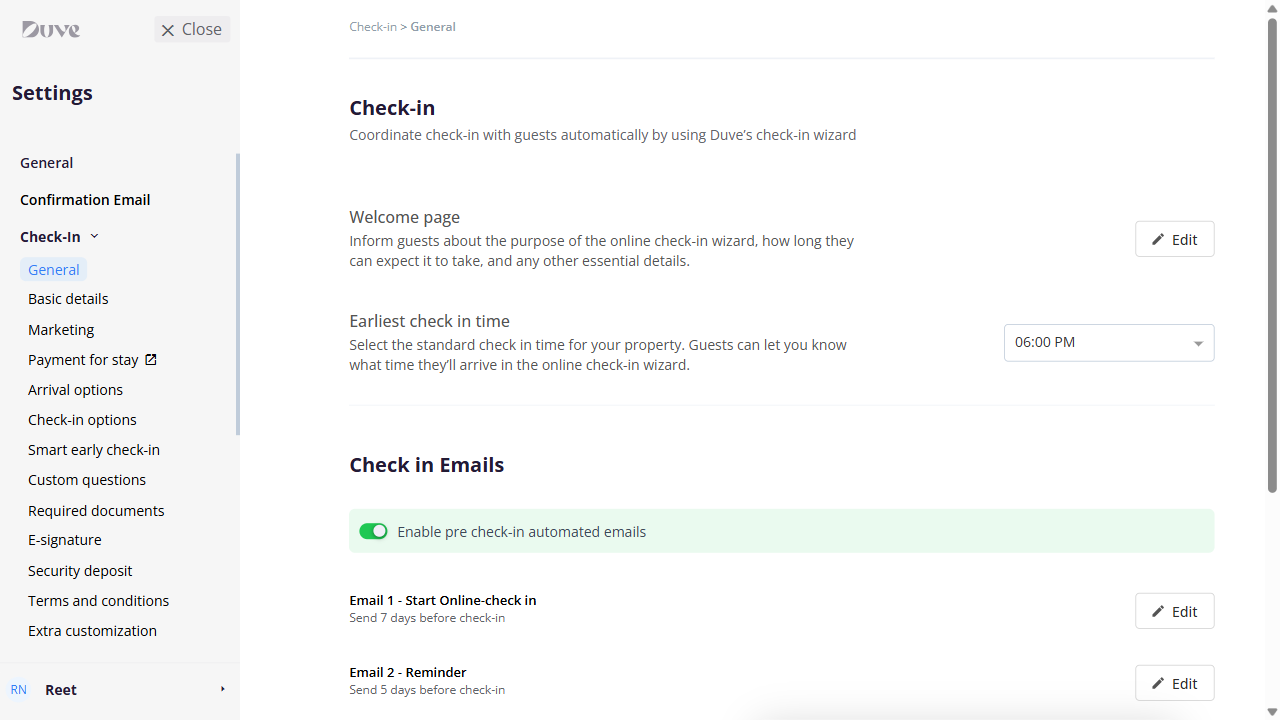 Duve
Close
Settings
General
Confirmation Email
Check-In
General
Basic details
Marketing
Payment for stay
Arrival options
Check-in options
Smart early check-in
Custom questions
Required documents
E-signature
Security deposit
Terms and conditions
Extra customization
RN Reet
Check-in > General
Check-in
Coordinate check-in with guests automatically by using Duve’s check-in wizard
Welcome page
Inform guests about the purpose of the online check-in wizard, how long they
can expect it to take, and any other essential details.
Edit
Earliest check in time
Select the standard check in time for your property. Guests can let you know
what time they’ll arrive in the online check-in wizard.
06:00 PM
Check in Emails
Enable pre check-in automated emails
Email 1 - Start Online-check in
Send 7 days before check-in
Edit
Email 2 - Reminder
Send 5 days before check-in
Edit